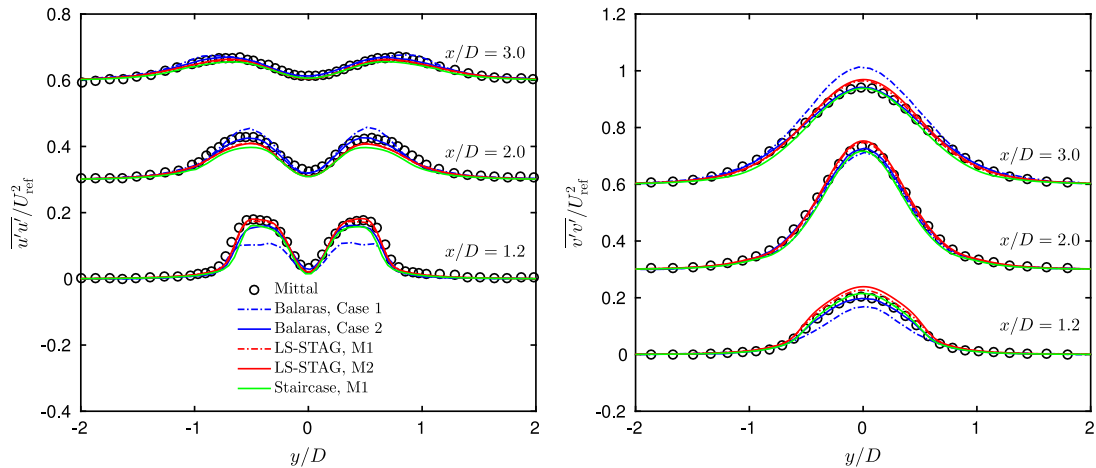 0.8
0.6
0.4
0.2
0
-0.2
-0.4
-2
-1
0
1
2
y/D
u′u′/U²ref
x/D = 3.0
x/D = 2.0
x/D = 1.2
Mittal
Balaras, Case 1
Balaras, Case 2
LS-STAG, M1
LS-STAG, M2
Staircase, M1
1.2
1
0.8
0.6
0.4
0.2
0
-0.2
-2
-1
0
1
2
y/D
v′v′/U²ref
x/D = 3.0
x/D = 2.0
x/D = 1.2